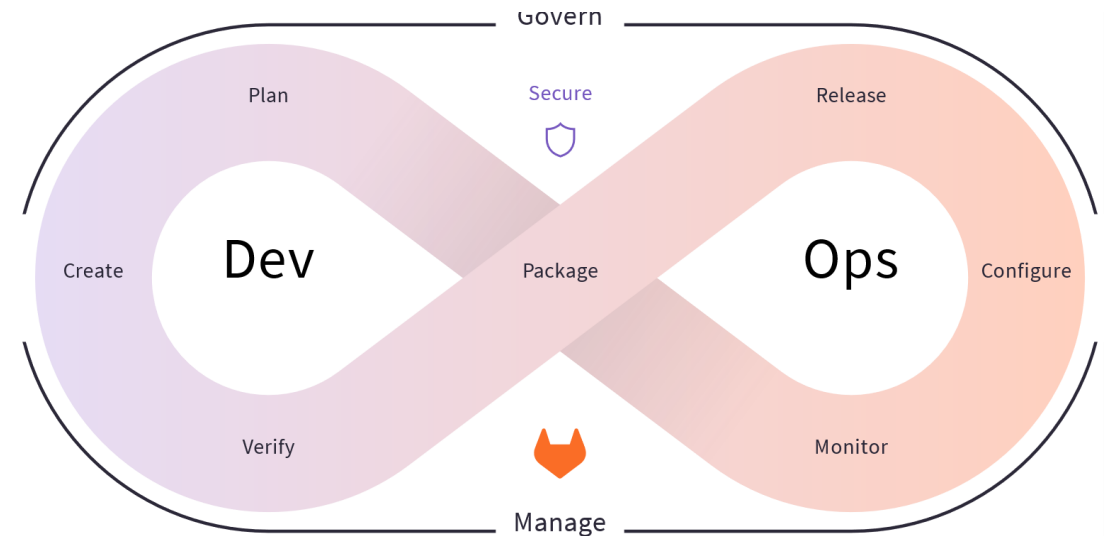 Govern
Plan
Secure
Release
Create
Dev
Package
Ops
Configure
Verify
Monitor
Manage